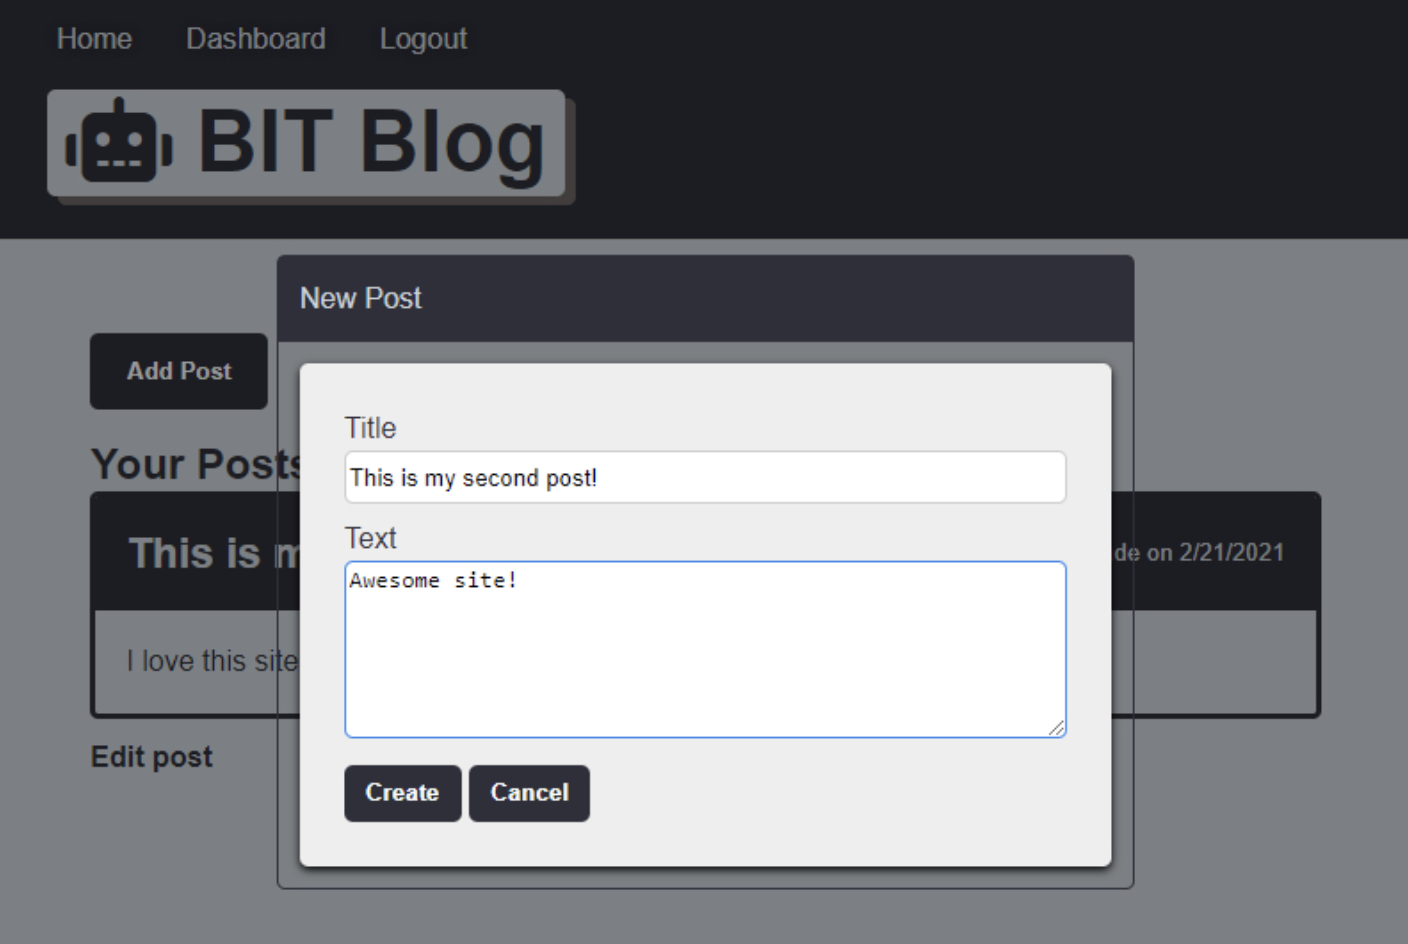 Home Dashboard Logout
BIT Blog
New Post
Add Post
Title
This is my second post!
Your Posts
Text
This is
on 2/21/2021
Awesome site!
I love this site
Edit post
Create Cancel